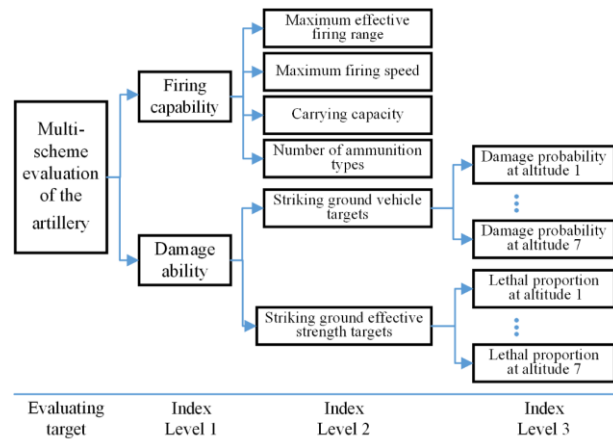 Multi-
scheme
evaluation
of the
artillery
Firing
capability
Damage
ability
Maximum effective
firing range
Maximum firing speed
Carrying capacity
Number of ammunition
types
Striking ground vehicle
targets
Striking ground effective
strength targets
Damage probability
at altitude 1
Damage probability
at altitude 7
Lethal proportion
at altitude 1
Lethal proportion
at altitude 7
Evaluating
target
Index
Level 1
Index
Level 2
Index
Level 3